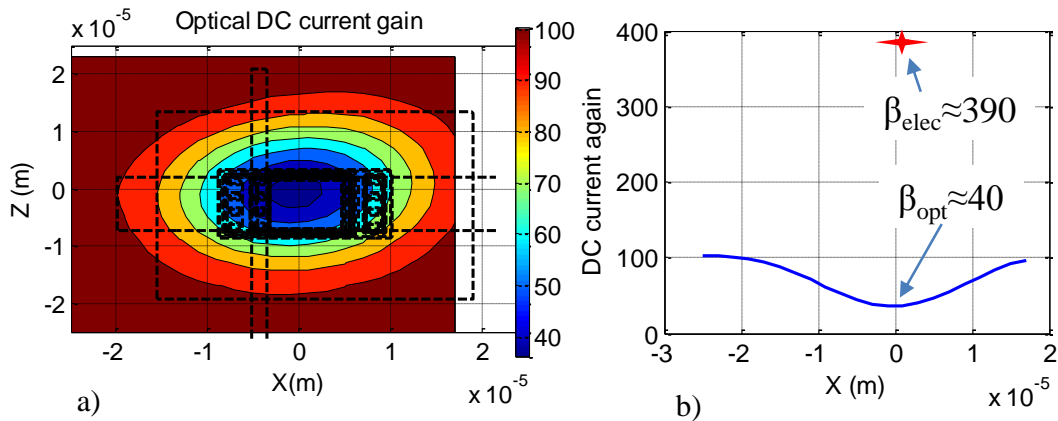 Optical DC current gain
x 10⁻⁵
Z (m)
2
1
0
-1
-2
-2 -1 0 1 2
X(m)
x 10⁻⁵
100
90
80
70
60
50
40
a)
DC current again
400
300
200
100
0
-3 -2 -1 0 1 2
X (m)
x 10⁻⁵
βelec≈390
βopt≈40
b)